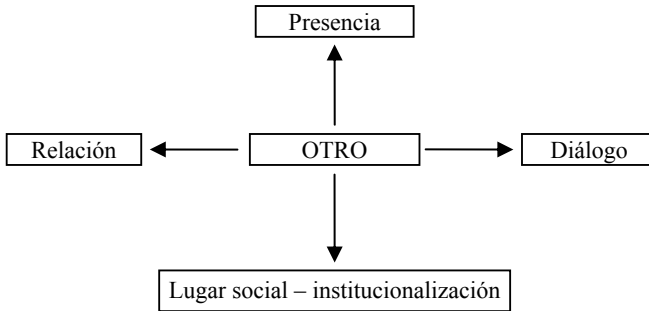 Presencia
Relación
OTRO
Diálogo
Lugar social – institucionalización